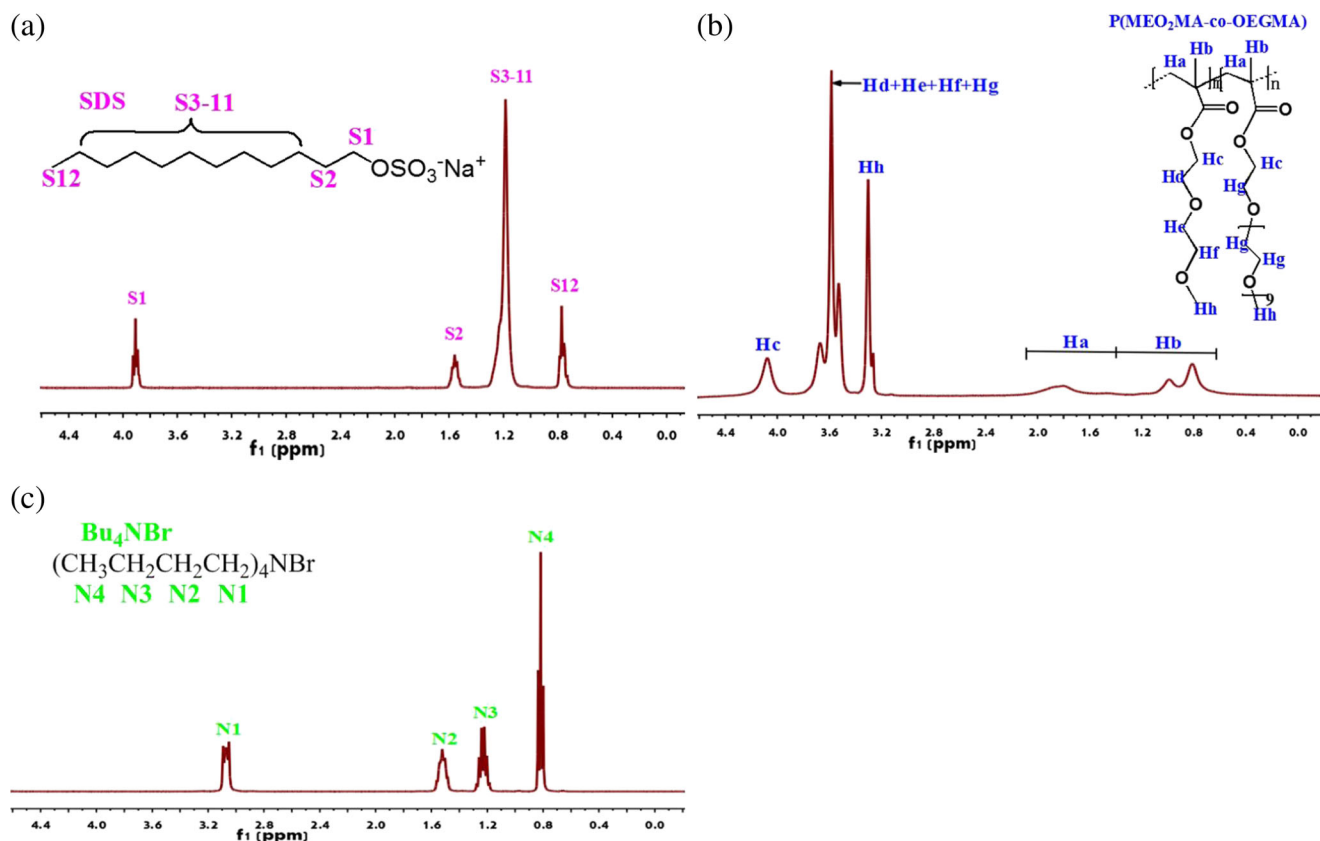 (a)
SDS
S3-11
S1
S12
S2
OSO₃⁻Na⁺
S1
S2
S3-11
S12
4.4 4.0 3.6 3.2 2.8 2.4 2.0 1.6 1.2 0.8 0.4 0.0
f1 (ppm)
(b)
P(MEO₂MA-co-OEGMA)
Hb Hb
Ha Ha
m n
O O
O O
Hc Hc
Hd Hg
O O
He Hg
Hf Hg
O O
9
Hh Hh
Hd+He+Hf+Hg
Hh
Hc
Ha
Hb
4.4 4.0 3.6 3.2 2.8 2.4 2.0 1.6 1.2 0.8 0.4 0.0
f1 (ppm)
(c)
Bu₄NBr
(CH₃CH₂CH₂CH₂)₄NBr
N4 N3 N2 N1
N1
N2
N3
N4
4.4 4.0 3.6 3.2 2.8 2.4 2.0 1.6 1.2 0.8 0.4 0.0
f1 (ppm)